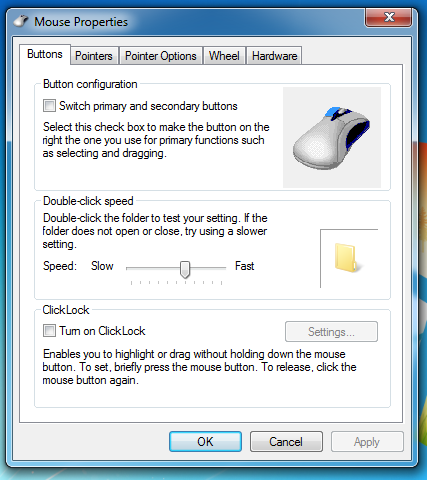 Mouse Properties
Buttons Pointers Pointer Options Wheel Hardware
Button configuration
Switch primary and secondary buttons
Select this check box to make the button on the
right the one you use for primary functions such
as selecting and dragging.
Double-click speed
Double-click the folder to test your setting. If the
folder does not open or close, try using a slower
setting.
Speed: Slow Fast
ClickLock
Turn on ClickLock Settings...
Enables you to highlight or drag without holding down the mouse
button. To set, briefly press the mouse button. To release, click the
mouse button again.
OK Cancel Apply